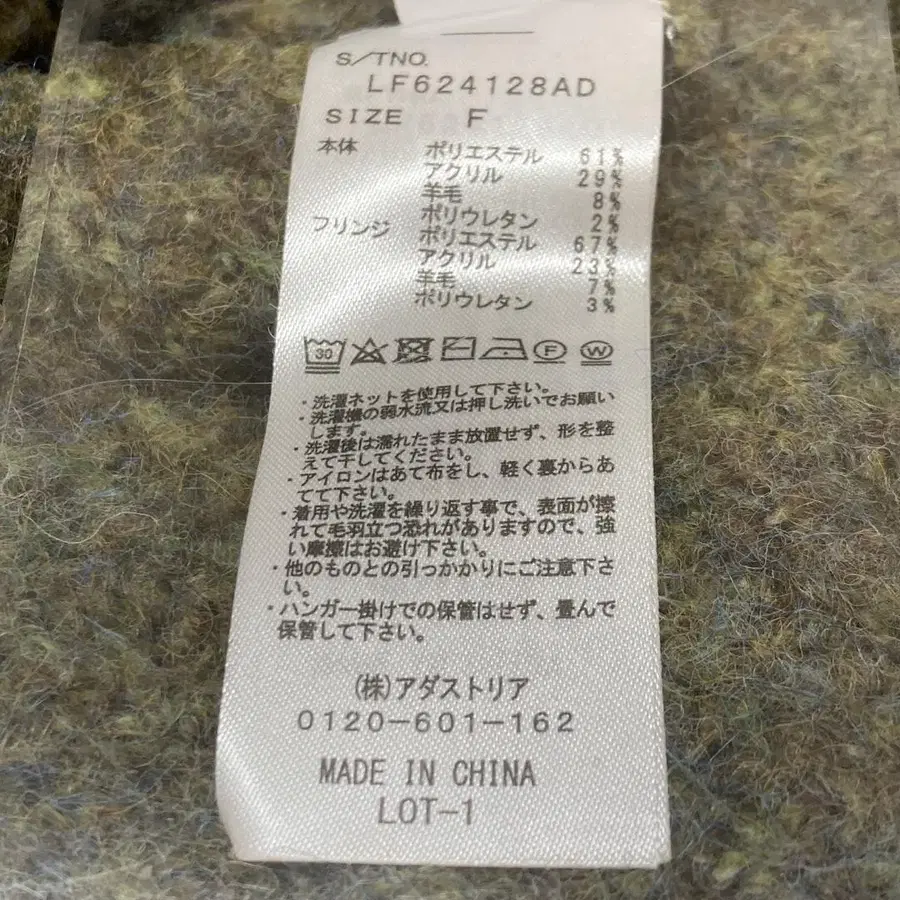 S/TNO.
LF624128AD
SIZE F
本体 ポリエステル 61%
アクリル 29%
羊毛 8%
ポリウレタン 2%
フリンジ ポリエステル 67%
アクリル 23%
羊毛 7%
ポリウレタン 3%
30 F W
・洗濯ネットを使用して下さい。
・洗濯機の弱水流又は押し洗いでお願い
します。
・洗濯後は濡れたまま放置せず、形を整
えて干してください。
・アイロンはあて布をし、軽く裏からあ
てて下さい。
・着用や洗濯を繰り返す事で、表面が擦
れて毛羽立つ恐れがありますので、強
い摩擦はお避け下さい。
・他のものとの引っかかりにご注意下さ
い。
・ハンガー掛けでの保管はせず、畳んで
保管して下さい。
(株)アダストリア
0120-601-162
MADE IN CHINA
LOT-1